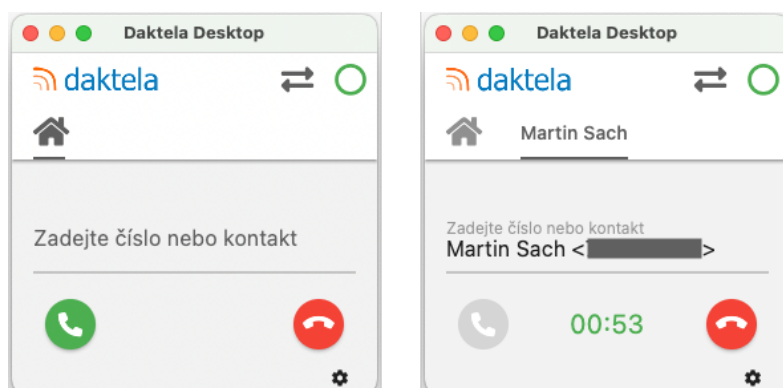 Daktela Desktop
daktela
Zadejte číslo nebo kontakt
Daktela Desktop
daktela
Martin Sach
Zadejte číslo nebo kontakt
Martin Sach < >
00:53